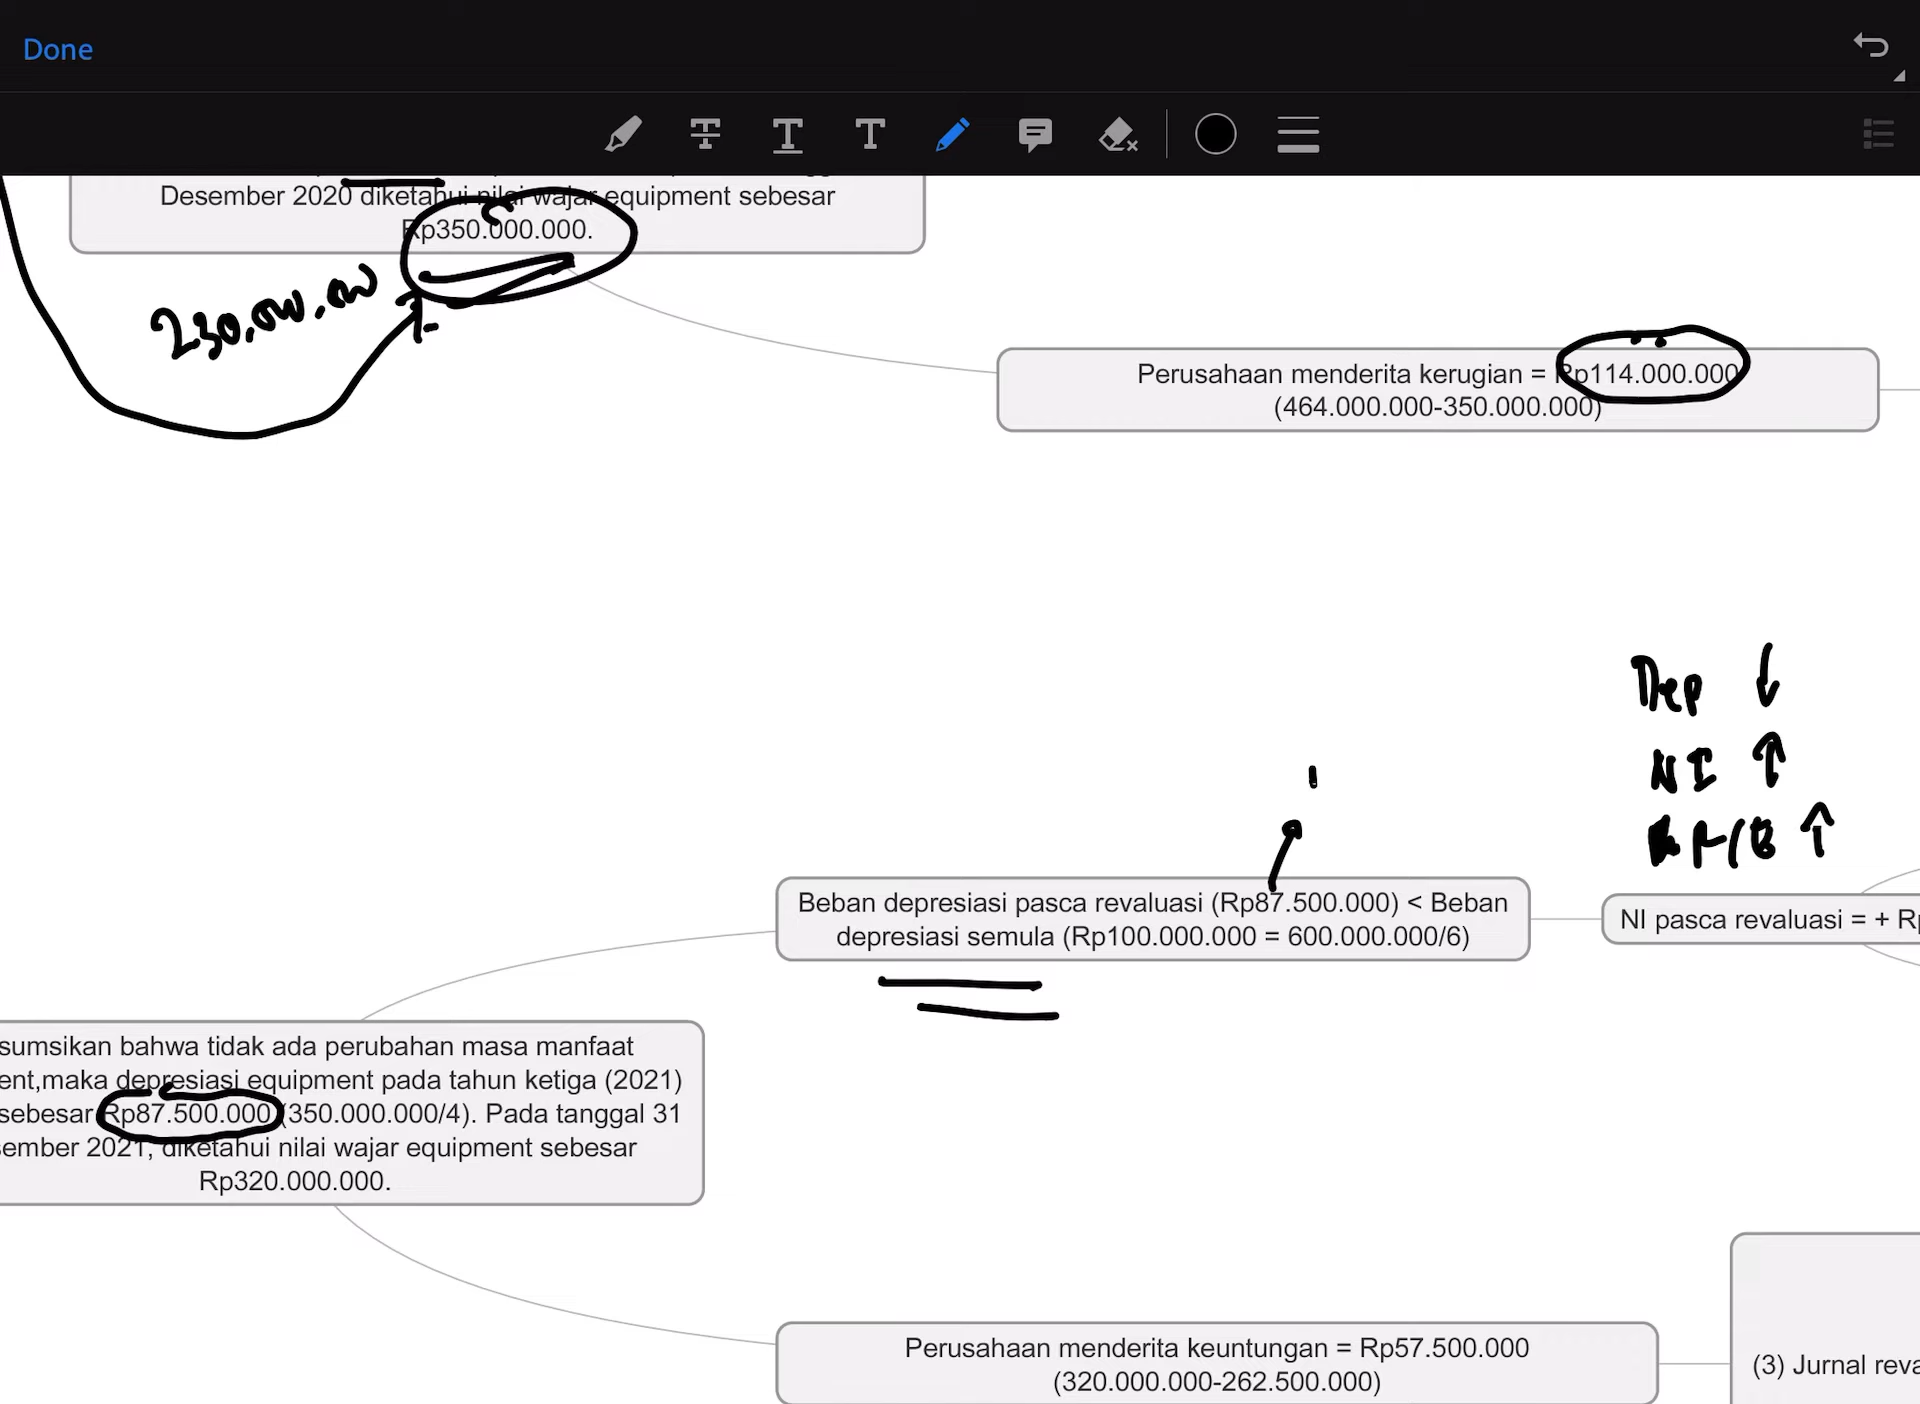 Done
Desember 2020 diketahui nilai wajar equipment sebesar
Rp350.000.000.
230.000.000
Perusahaan menderita kerugian = Rp114.000.000
(464.000.000-350.000.000)
Dep ↓
NI ↑
R/E ↑
Beban depresiasi pasca revaluasi (Rp87.500.000) < Beban
depresiasi semula (Rp100.000.000 = 600.000.000/6)
NI pasca revaluasi = + Rp
sumsikan bahwa tidak ada perubahan masa manfaat
ent,maka depresiasi equipment pada tahun ketiga (2021)
sebesar Rp87.500.000 (350.000.000/4). Pada tanggal 31
ember 2021, diketahui nilai wajar equipment sebesar
Rp320.000.000.
Perusahaan menderita keuntungan = Rp57.500.000
(320.000.000-262.500.000)
(3) Jurnal reva